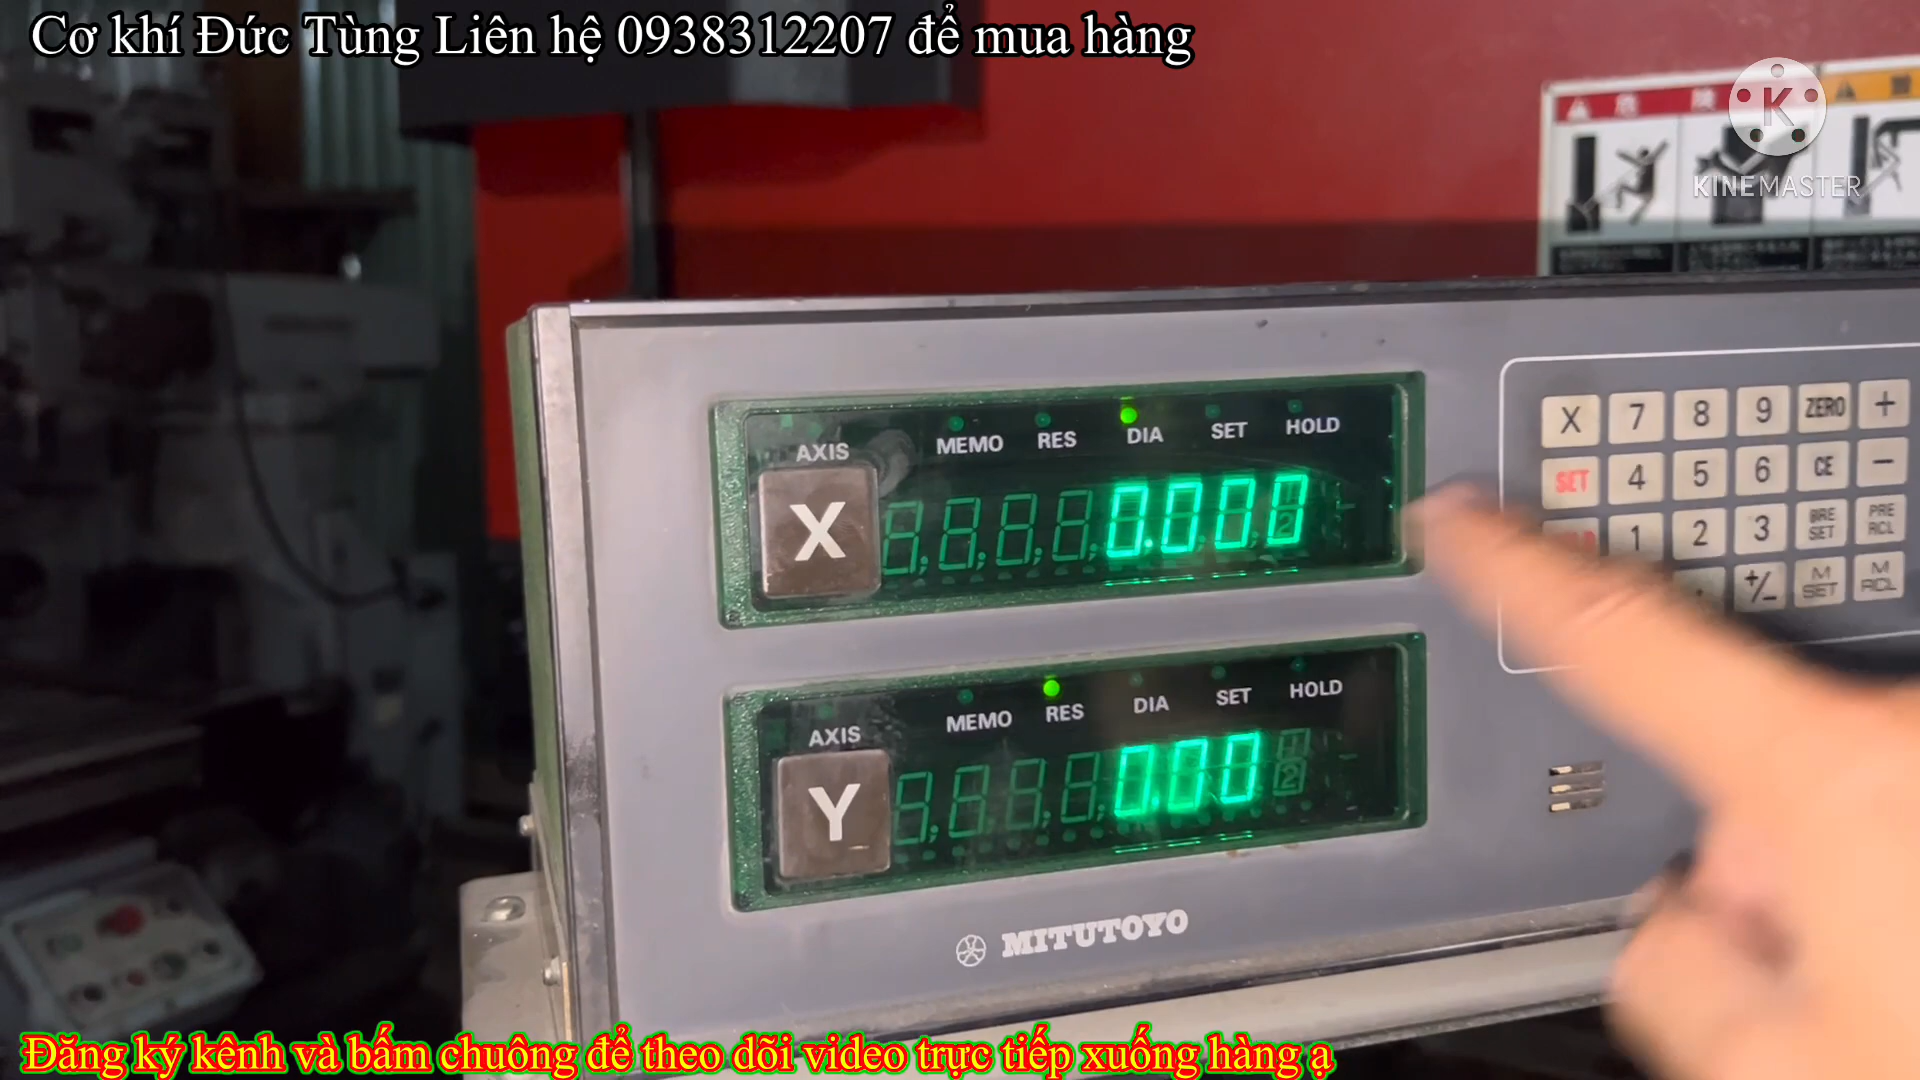 Cơ khí Đức Tùng Liên hệ 0938312207 để mua hàng
KINEMASTER
AXIS MEMO RES DIA SET HOLD
X 0.000
AXIS MEMO RES DIA SET HOLD
Y 0.00
MITUTOYO
X 7 8 9 ZERO +
SET 4 5 6 CE −
1 2 3 PRE RCL
+/− M SET M RCL
Đăng ký kênh và bấm chuông để theo dõi video trực tiếp xuống hàng ạ